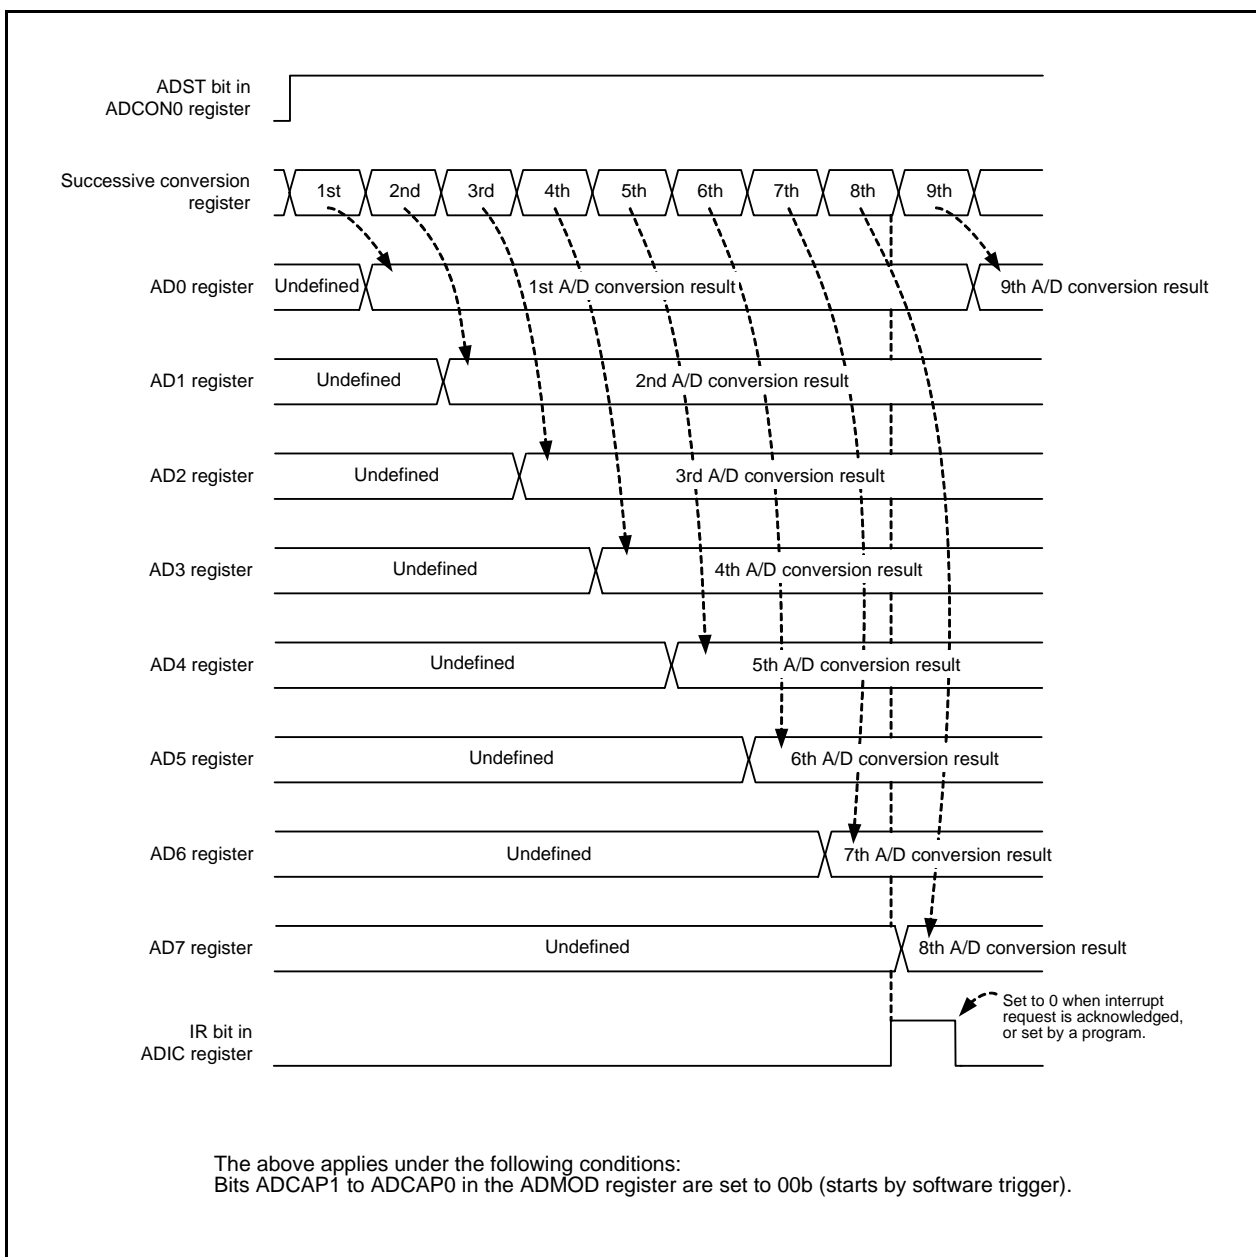 ADST bit in
ADCON0 register
Successive conversion
register
1st 2nd 3rd 4th 5th 6th 7th 8th 9th
AD0 register
Undefined
1st A/D conversion result
9th A/D conversion result
AD1 register
Undefined
2nd A/D conversion result
AD2 register
Undefined
3rd A/D conversion result
AD3 register
Undefined
4th A/D conversion result
AD4 register
Undefined
5th A/D conversion result
AD5 register
Undefined
6th A/D conversion result
AD6 register
Undefined
7th A/D conversion result
AD7 register
Undefined
8th A/D conversion result
IR bit in
ADIC register
Set to 0 when interrupt
request is acknowledged,
or set by a program.
The above applies under the following conditions:
Bits ADCAP1 to ADCAP0 in the ADMOD register are set to 00b (starts by software trigger).